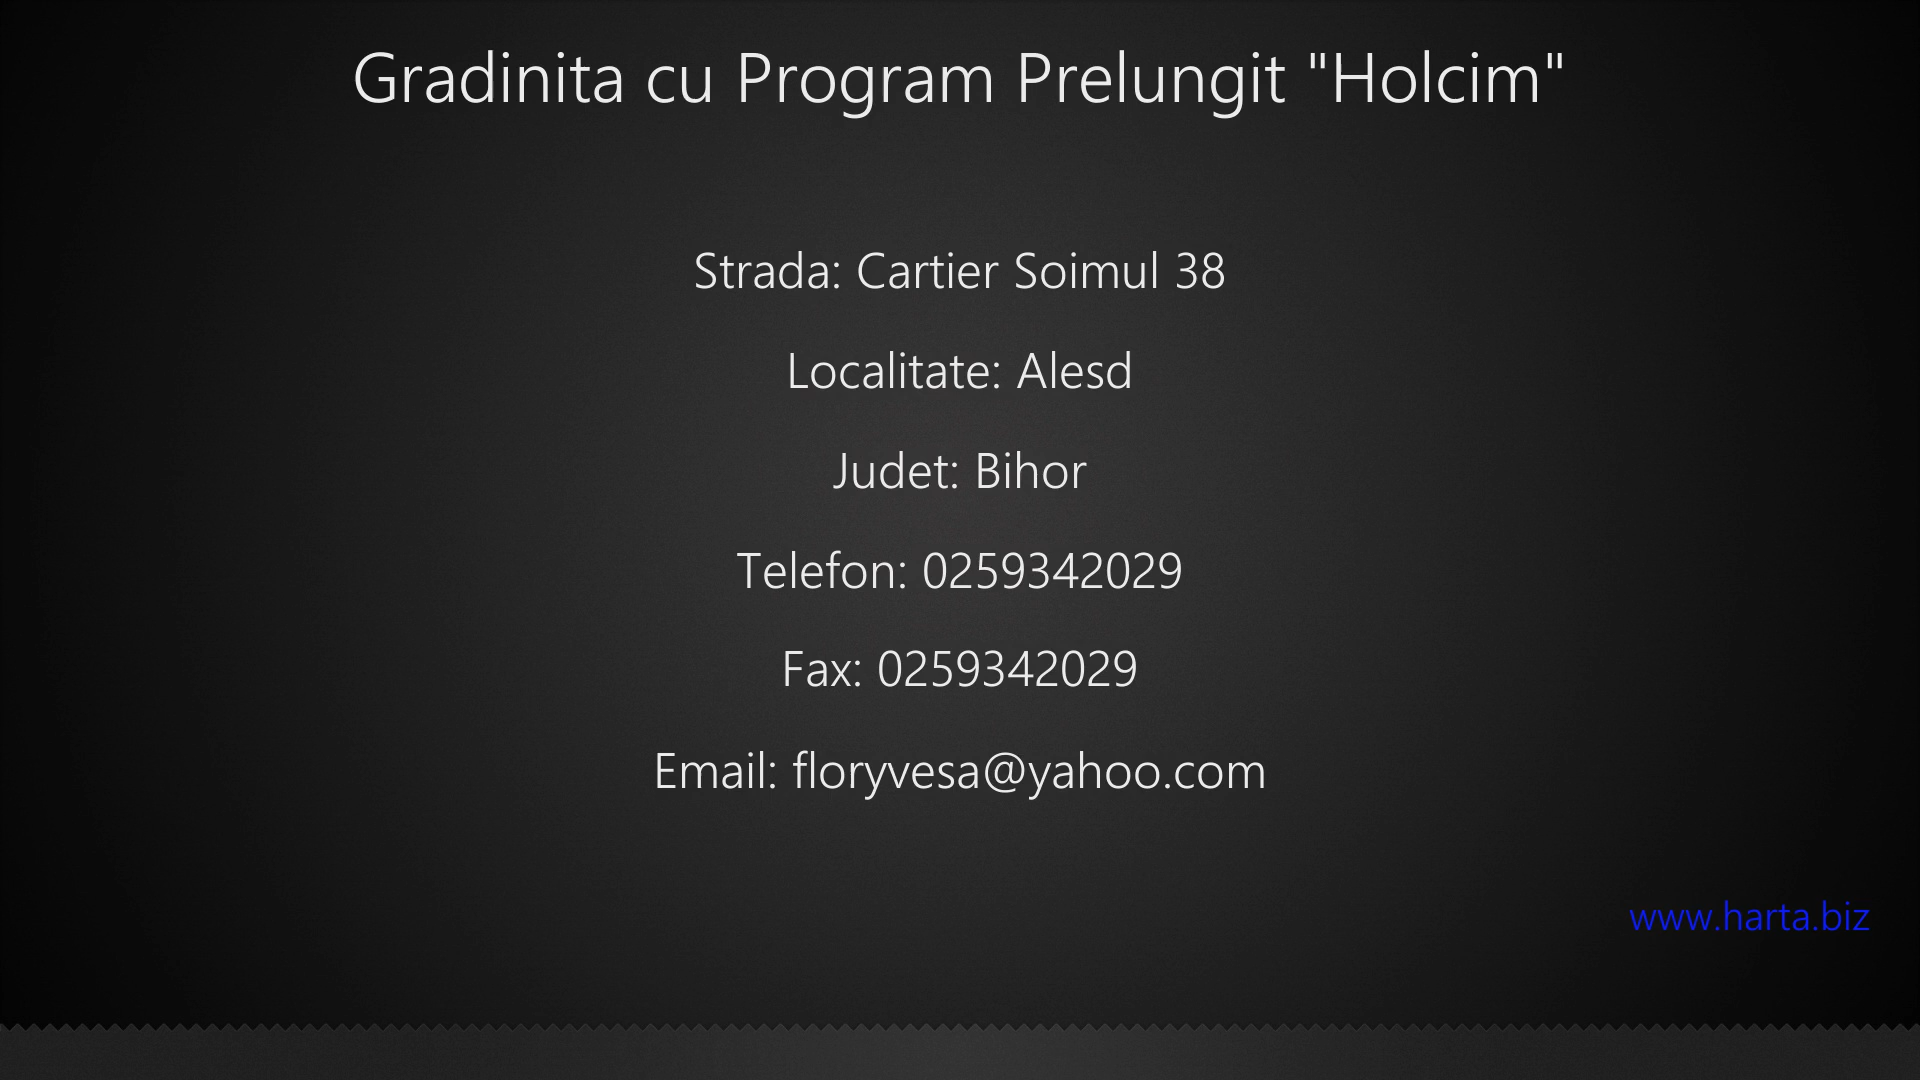 Gradinita cu Program Prelungit "Holcim"
Strada: Cartier Soimul 38
Localitate: Alesd
Judet: Bihor
Telefon: 0259342029
Fax: 0259342029
Email: floryvesa@yahoo.com
www.harta.biz